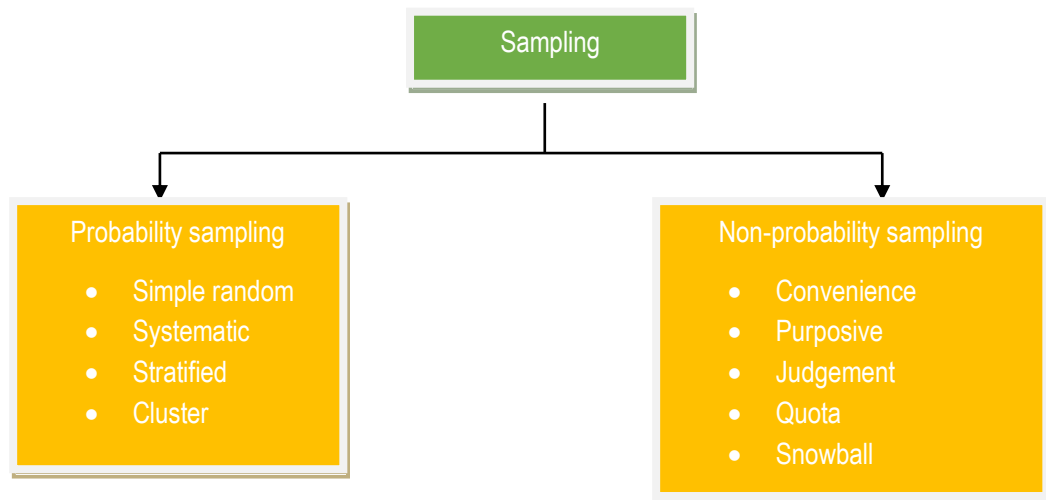 Sampling
Probability sampling
• Simple random
• Systematic
• Stratified
• Cluster
Non-probability sampling
• Convenience
• Purposive
• Judgement
• Quota
• Snowball